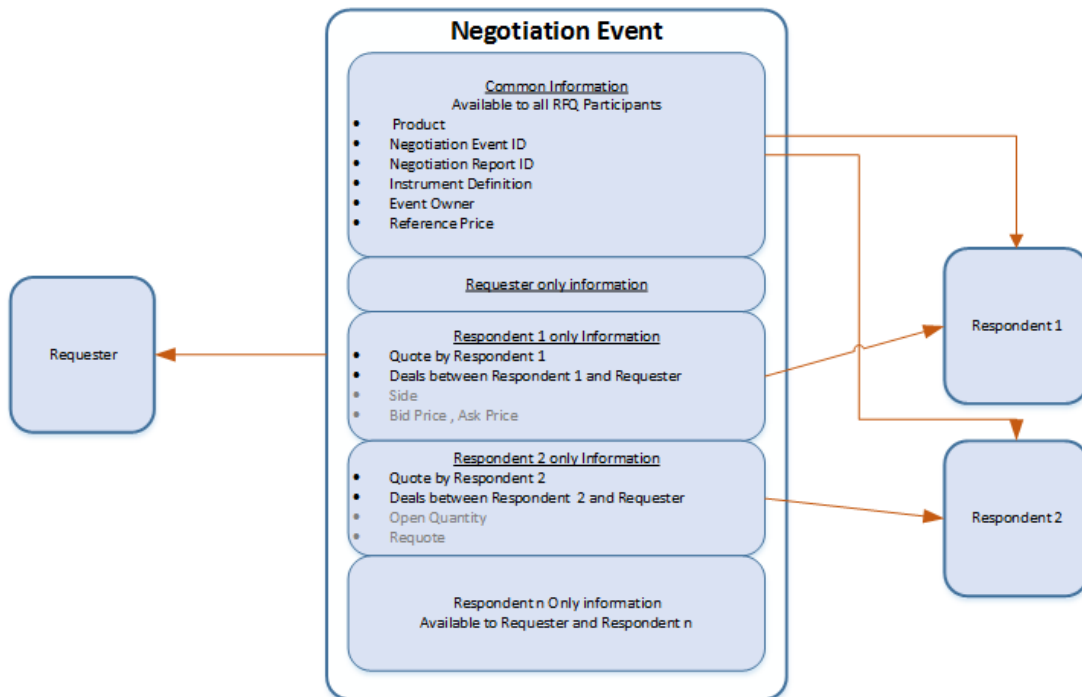 Negotiation Event
Common Information
Available to all RFQ Participants
• Product
• Negotiation Event ID
• Negotiation Report ID
• Instrument Definition
• Event Owner
• Reference Price
Requester only information
Respondent 1 only Information
• Quote by Respondent 1
• Deals between Respondent 1 and Requester
• Side
• Bid Price , Ask Price
Respondent 2 only Information
• Quote by Respondent 2
• Deals between Respondent 2 and Requester
• Open Quantity
• Requote
Respondent n Only information
Available to Requester and Respondent n
Requester
Respondent 1
Respondent 2